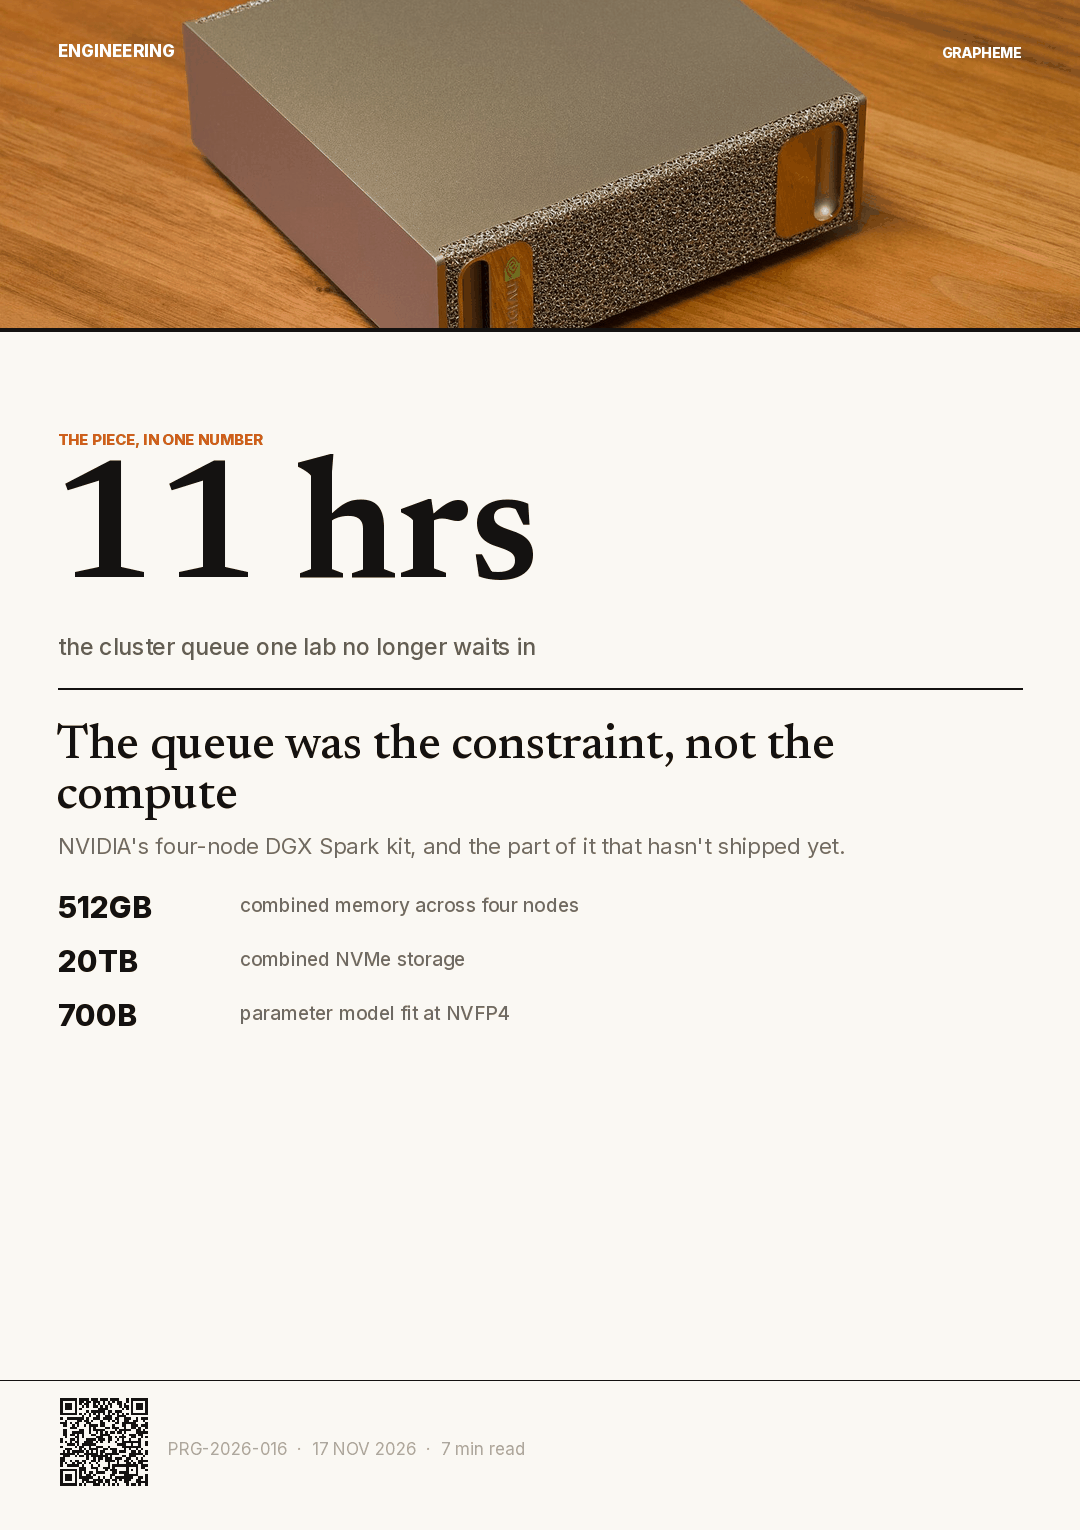 ENGINEERING
GRAPHEME
NVIDIA
THE PIECE, IN ONE NUMBER
11 hrs
the cluster queue one lab no longer waits in
The queue was the constraint, not the
compute
NVIDIA's four-node DGX Spark kit, and the part of it that hasn't shipped yet.
512GB combined memory across four nodes
20TB combined NVMe storage
700B parameter model fit at NVFP4
PRG-2026-016 · 17 NOV 2026 · 7 min read